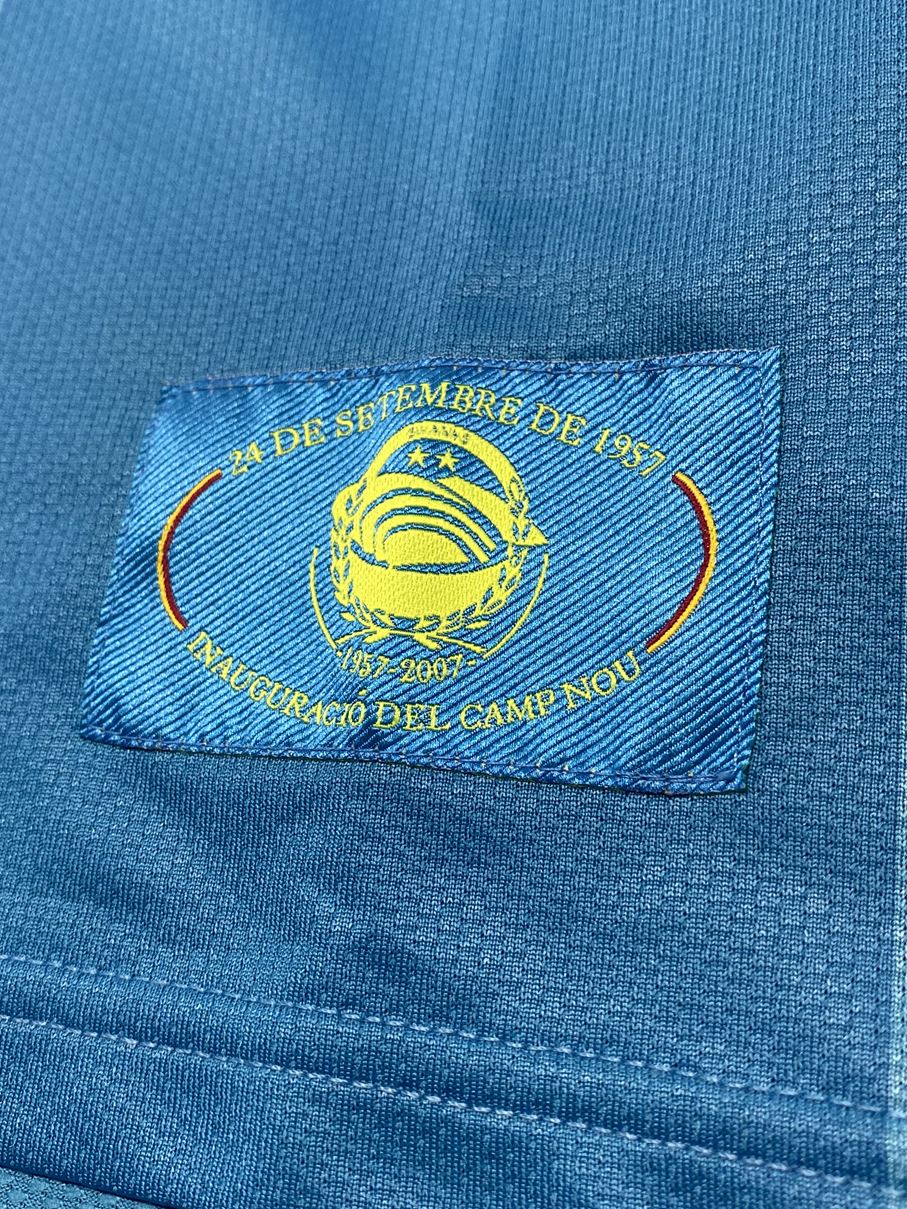 24 DE SETEMBRE DE 1957
·1957-2007·
INAUGURACIÓ DEL CAMP NOU